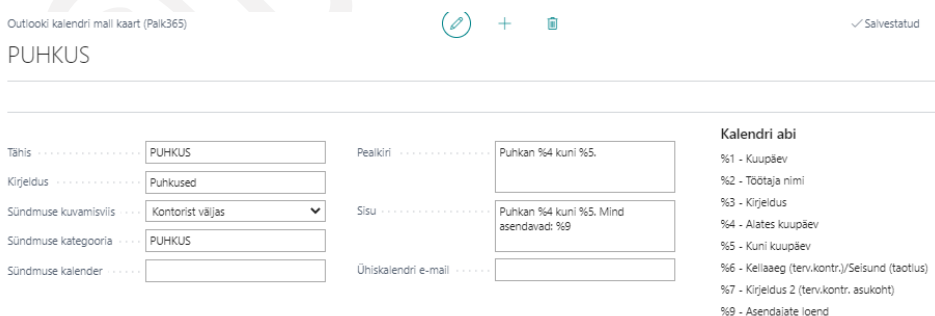 Outlooki kalendri mall kaart (Palk365)
Salvestatud
PUHKUS
Tähis PUHKUS
Kirjeldus Puhkused
Sündmuse kuvamisviis Kontorist väljas
Sündmuse kategooria PUHKUS
Sündmuse kalender
Pealkiri Puhkan %4 kuni %5.
Sisu Puhkan %4 kuni %5. Mind
asendavad: %9
Ühiskalendri e-mail
Kalendri abi
%1 - Kuupäev
%2 - Töötaja nimi
%3 - Kirjeldus
%4 - Alates kuupäev
%5 - Kuni kuupäev
%6 - Kellaaeg (terv.kontr.)/Seisund (taotlus)
%7 - Kirjeldus 2 (terv.kontr. asukoht)
%9 - Asendajate loend